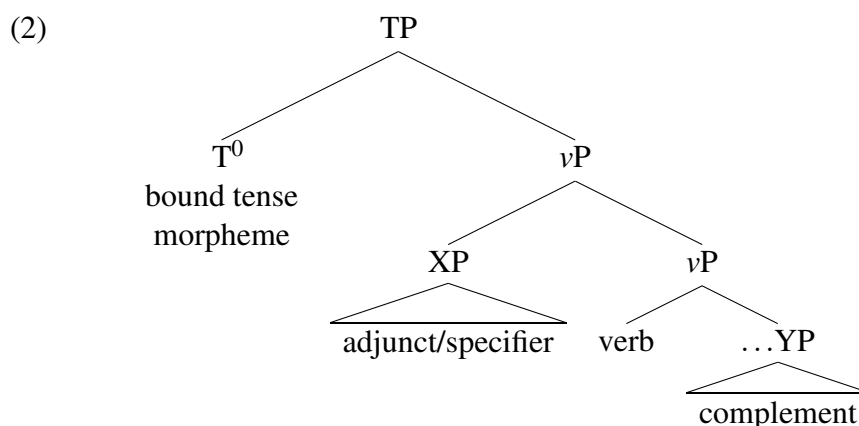 (2) TP
T⁰ vP
bound tense
morpheme
XP vP
adjunct/specifier verb ...YP
complement